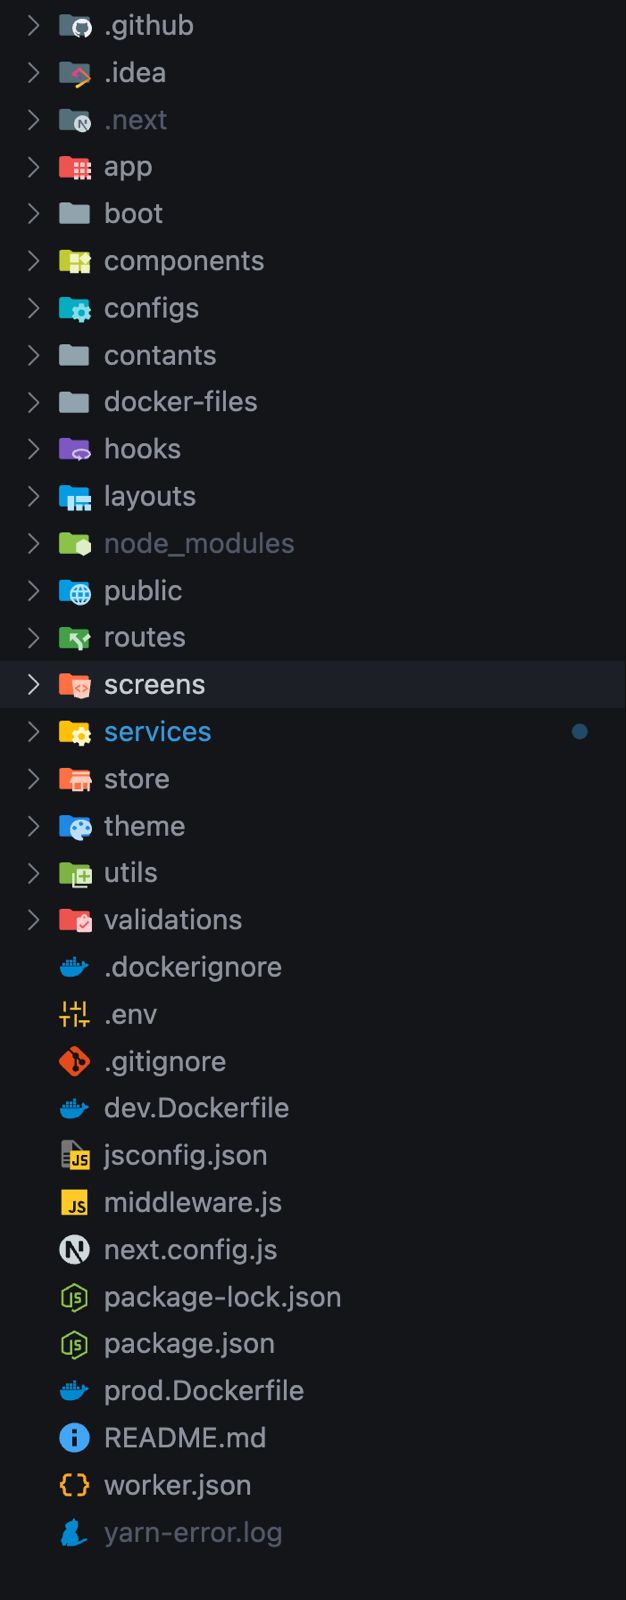 .github
.idea
.next
app
boot
components
configs
contants
docker-files
hooks
layouts
node_modules
public
routes
screens
services
store
theme
utils
validations
.dockerignore
.env
.gitignore
dev.Dockerfile
jsconfig.json
middleware.js
next.config.js
package-lock.json
package.json
prod.Dockerfile
README.md
worker.json
yarn-error.log